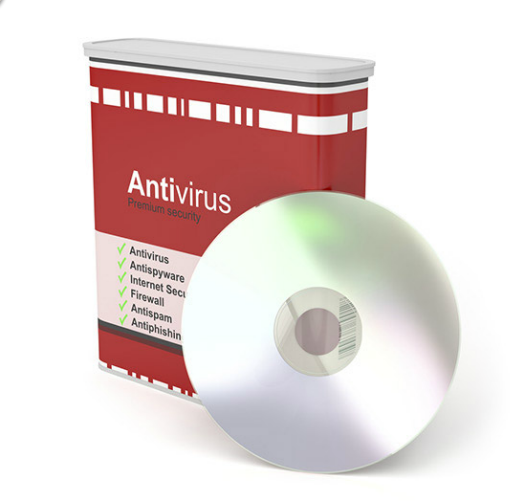 Antivirus
Premium security
Antivirus
Antispyware
Internet Secu
Firewall
Antispam
Antiphishin